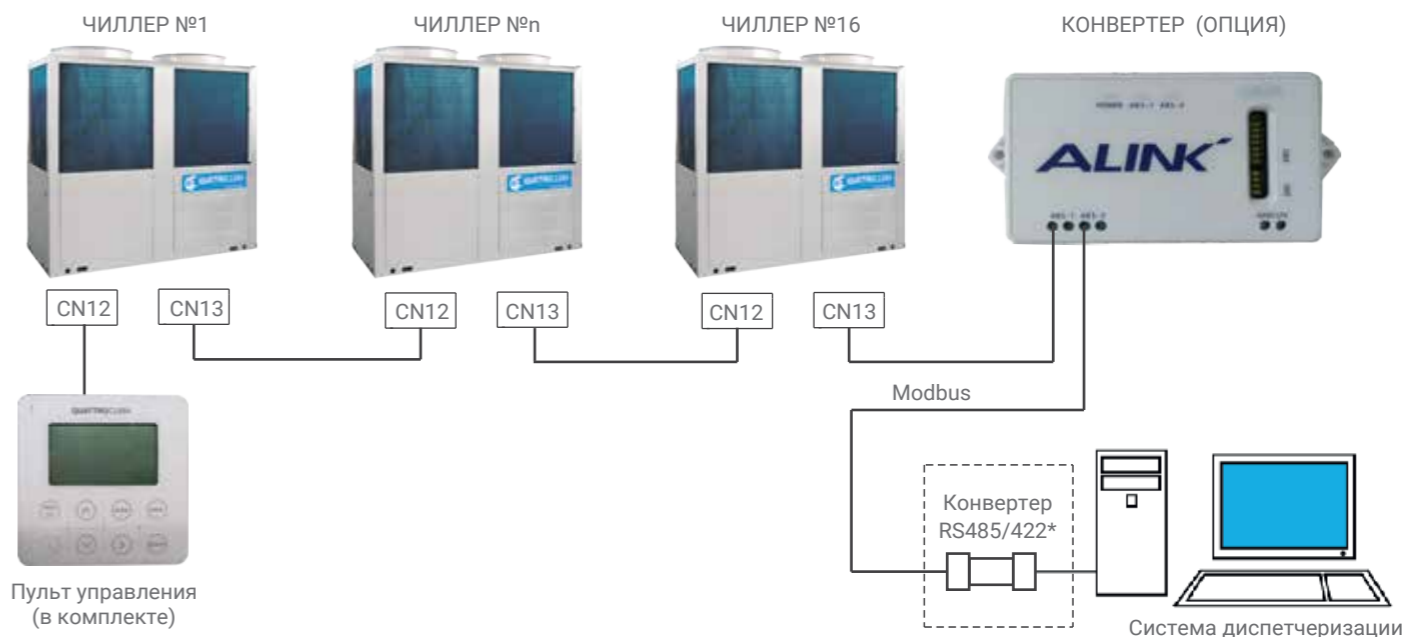 ЧИЛЛЕР №1
ЧИЛЛЕР №n
ЧИЛЛЕР №16
КОНВЕРТЕР (ОПЦИЯ)
ALINK
CN12
CN13
CN12
CN13
CN12
CN13
QUATTROCLIMA
Modbus
Конвертер
RS485/422*
Пульт управления
(в комплекте)
Система диспетчеризации